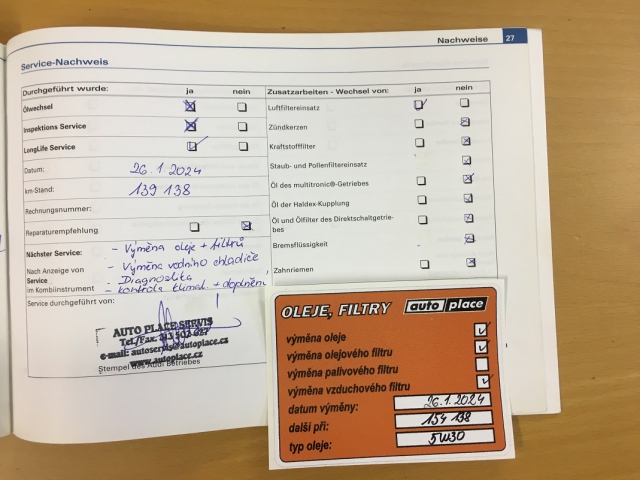 Nachweise 27
Service-Nachweis
Durchgeführt wurde: ja nein
Ölwechsel
Inspektions Service
LongLife Service
Datum: 26.1.2024
km-Stand: 139 138
Rechnungsnummer:
Reparaturempfehlung
Nächster Service:
Nach Anzeige von
Service
im Kombiinstrument
- Výměna oleje + filtrů
- Výměna vodního chladiče
- Diagnostika
- kontrola klimat. + doplnění
Service durchgeführt von:
AUTO PLACE SERVIS
Tel./Fax.
e-mail: autoservis@autoplace.cz
www.autoplace.cz
Stempel des Audi Betriebes
Zusatzarbeiten - Wechsel von: ja nein
Luftfiltereinsatz
Zündkerzen
Kraftstofffilter
Staub- und Pollenfiltereinsatz
Öl des multitronic®-Getriebes
Öl der Haldex-Kupplung
Öl und Ölfilter des Direktschaltgetrie-
bes
Bremsflüssigkeit
Zahnriemen
OLEJE, FILTRY auto place
výměna oleje
výměna olejového filtru
výměna palivového filtru
výměna vzduchového filtru
datum výměny: 26.1.2024
další při: 154 138
typ oleje: 5W30